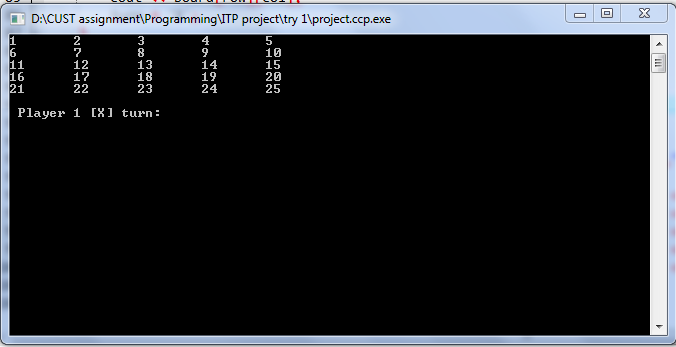 D:\CUST assignment\Programming\ITP project\try 1\project.ccp.exe
1 2 3 4 5
6 7 8 9 10
11 12 13 14 15
16 17 18 19 20
21 22 23 24 25
Player 1 [X] turn: